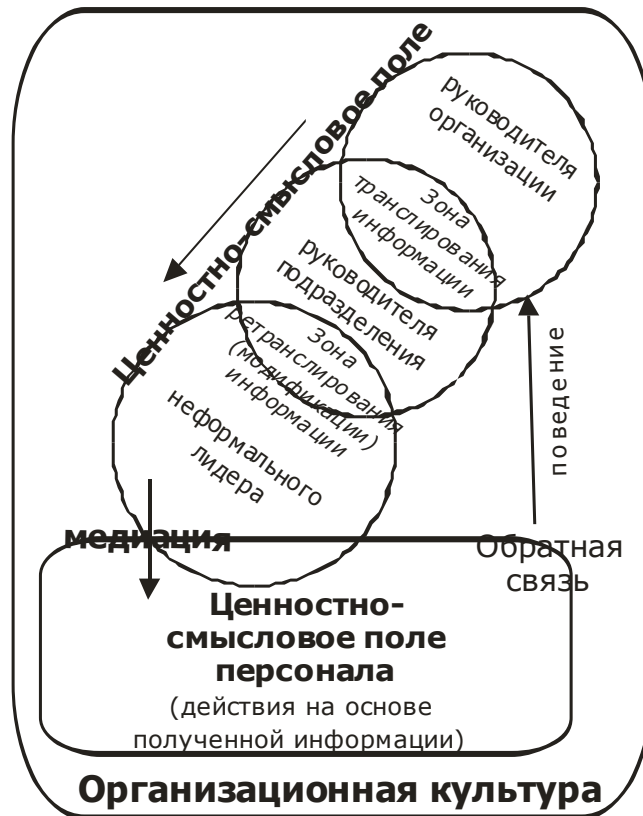 Ценностно-смысловое поле
руководителя
организации
Зона
транслирования
информации
руководителя
подразделения
Зона
ретранслирования
(модификации)
информации
неформального
лидера
поведение
медиация
Обратная
связь
Ценностно-
смысловое поле
персонала
(действия на основе
полученной информации)
Организационная культура